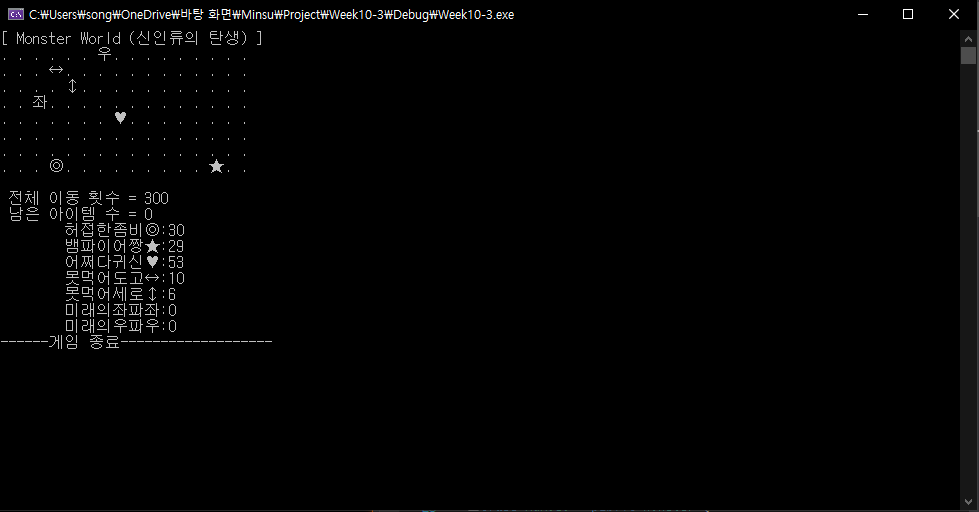 C:\Users\song\OneDrive\바탕 화면\Minsu\Project\Week10-3\Debug\Week10-3.exe
[ Monster World (신인류의 탄생) ]
. . . . . . 우. . . . . . . . .
. . . ↔. . . . . . . . . . . .
. . . . ↕. . . . . . . . . . .
. . 좌. . . . . . . . . . . . .
. . . . . . . ♥. . . . . . . .
. . . . . . . . . . . . . . . .
. . . . . . . . . . . . . . . .
. . . ◎. . . . . . . . . ★. .
전체 이동 횟수 = 300
남은 아이템 수 = 0
허접한좀비◎:30
뱀파이어짱★:29
어쩌다귀신♥:53
못먹어도고↔:10
못먹어세로↕:6
미래의좌파좌:0
미래의우파우:0
------게임 종료-------------------